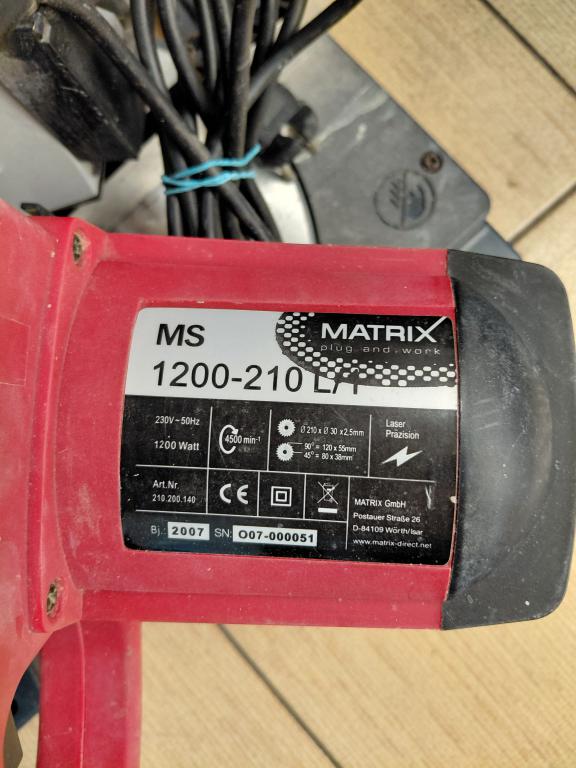 MS
MATRIX
plug and work
1200-210 L/T
230V~50Hz
1200 Watt
4500 min⁻¹
Ø 210 x Ø 30 x 2,5mm
90° = 120 x 55mm
45° = 80 x 38mm
Laser
Präzision
Art.Nr.
210.200.140
CE
MATRIX GmbH
Postauer Straße 26
D-84109 Wörth/Isar
www.matrix-direct.net
Bj.: 2007 SN: O07-000051